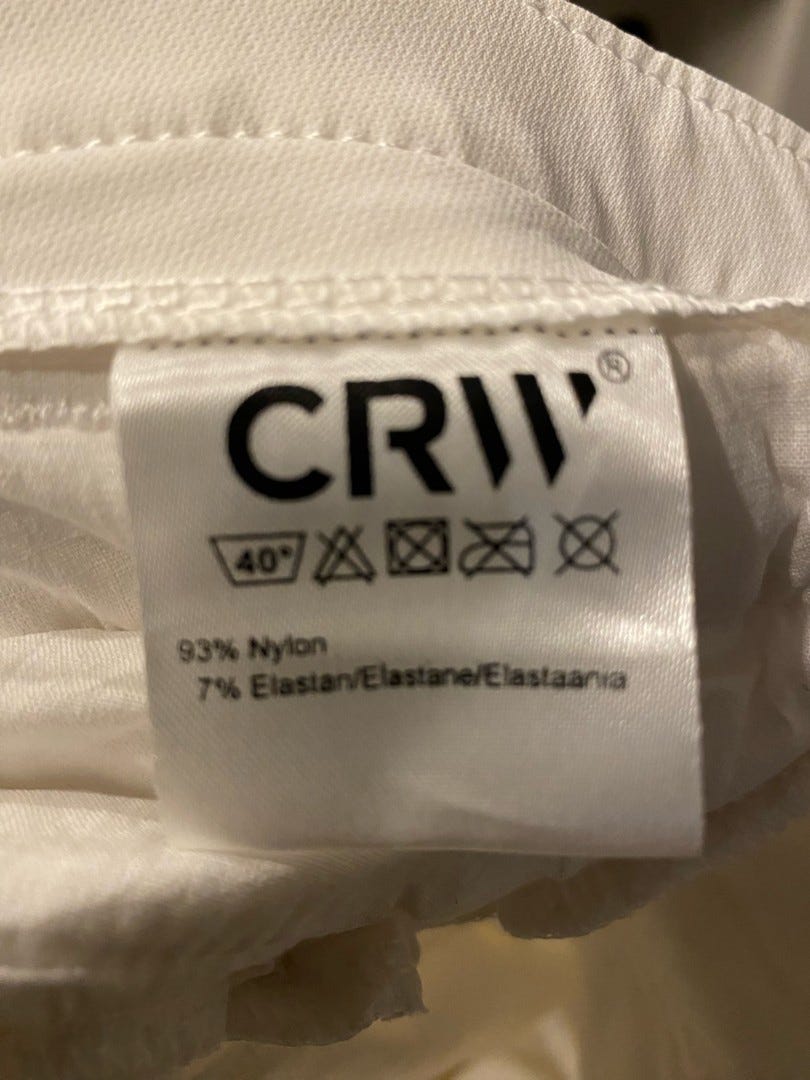 CRW®
40°
93% Nylon
7% Elastan/Elastane/Elastaania